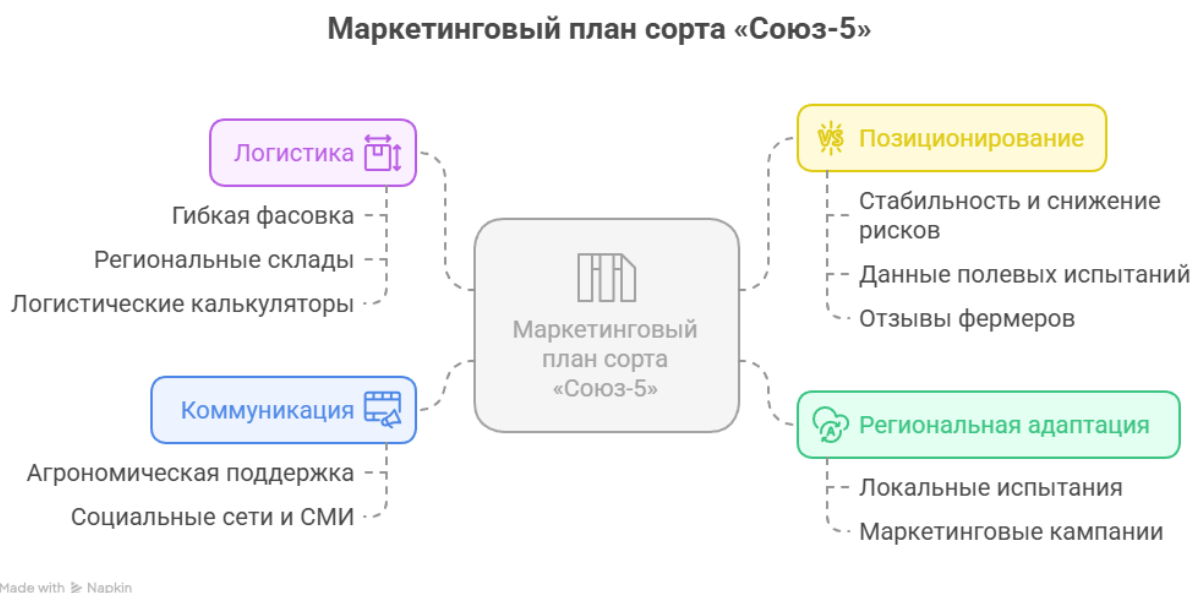 Маркетинговый план сорта «Союз-5»
Логистика
Гибкая фасовка
Региональные склады
Логистические калькуляторы
Коммуникация
Агрономическая поддержка
Социальные сети и СМИ
Маркетинговый
план сорта
«Союз-5»
VS Позиционирование
Стабильность и снижение
рисков
Данные полевых испытаний
Отзывы фермеров
A Региональная адаптация
Локальные испытания
Маркетинговые кампании
Made with Napkin